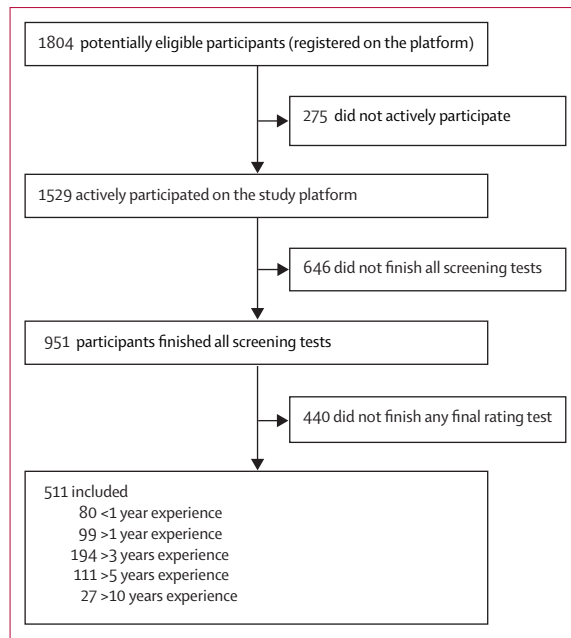 1804 potentially eligible participants (registered on the platform)
275 did not actively participate
1529 actively participated on the study platform
646 did not finish all screening tests
951 participants finished all screening tests
440 did not finish any final rating test
511 included
80 <1 year experience
99 >1 year experience
194 >3 years experience
111 >5 years experience
27 >10 years experience